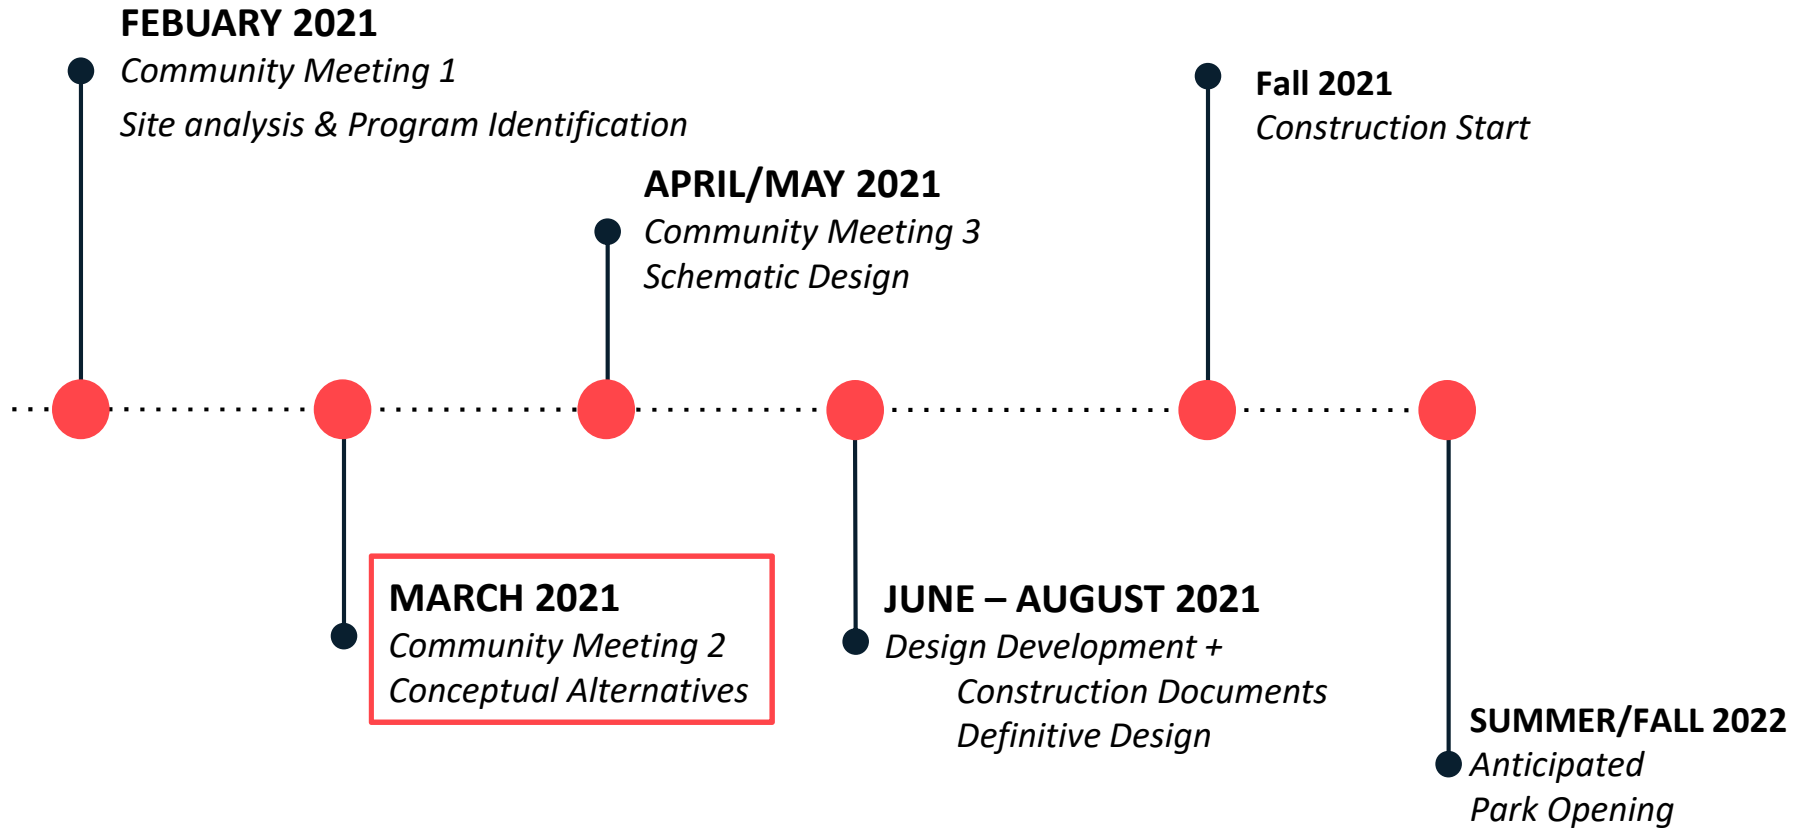 FEBUARY 2021
Community Meeting 1
Site analysis & Program Identification
MARCH 2021
Community Meeting 2
Conceptual Alternatives
APRIL/MAY 2021
Community Meeting 3
Schematic Design
JUNE – AUGUST 2021
Design Development +
Construction Documents
Definitive Design
Fall 2021
Construction Start
SUMMER/FALL 2022
Anticipated
Park Opening